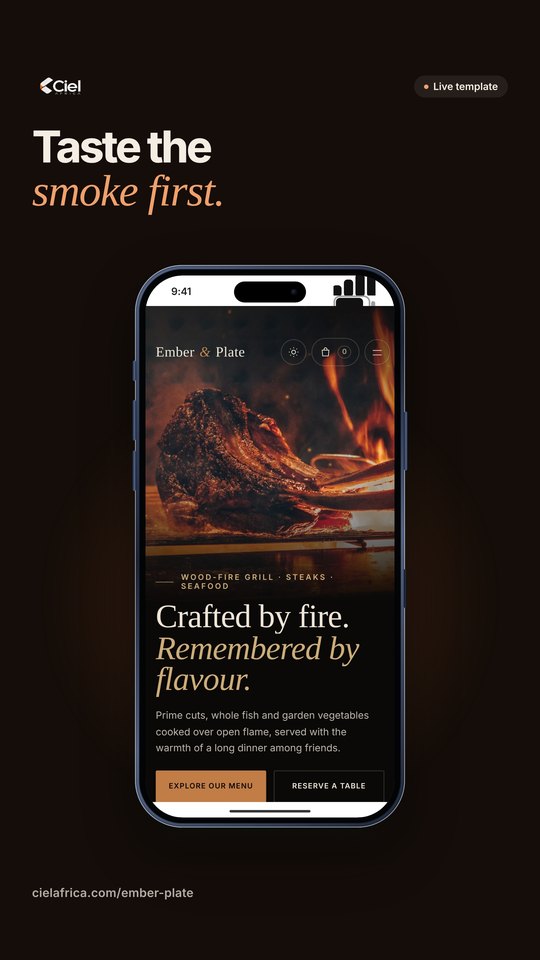 Ciel
Live template
Taste the
smoke first.
9:41
Ember & Plate
0
WOOD-FIRE GRILL · STEAKS ·
SEAFOOD
Crafted by fire.
Remembered by
flavour.
Prime cuts, whole fish and garden vegetables
cooked over open flame, served with the
warmth of a long dinner among friends.
EXPLORE OUR MENU
RESERVE A TABLE
cielafrica.com/ember-plate